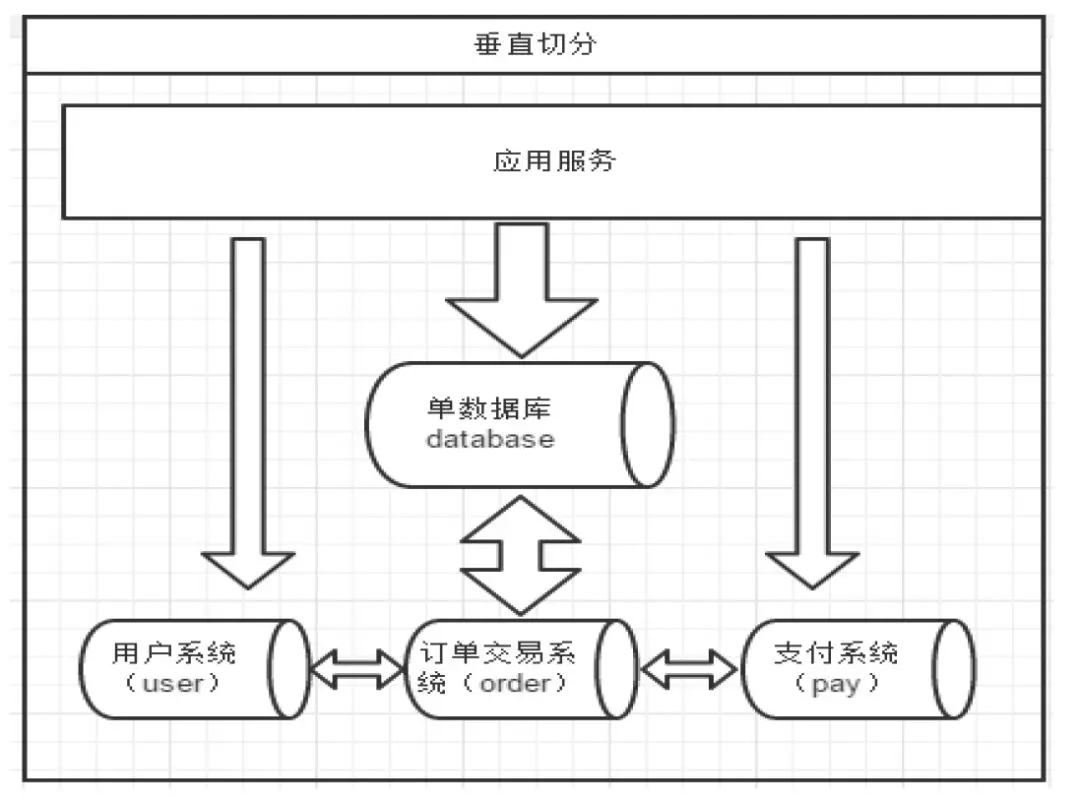 垂直切分
应用服务
单数据库
database
用户系统
（user）
订单交易系
统（order）
支付系统
（pay）